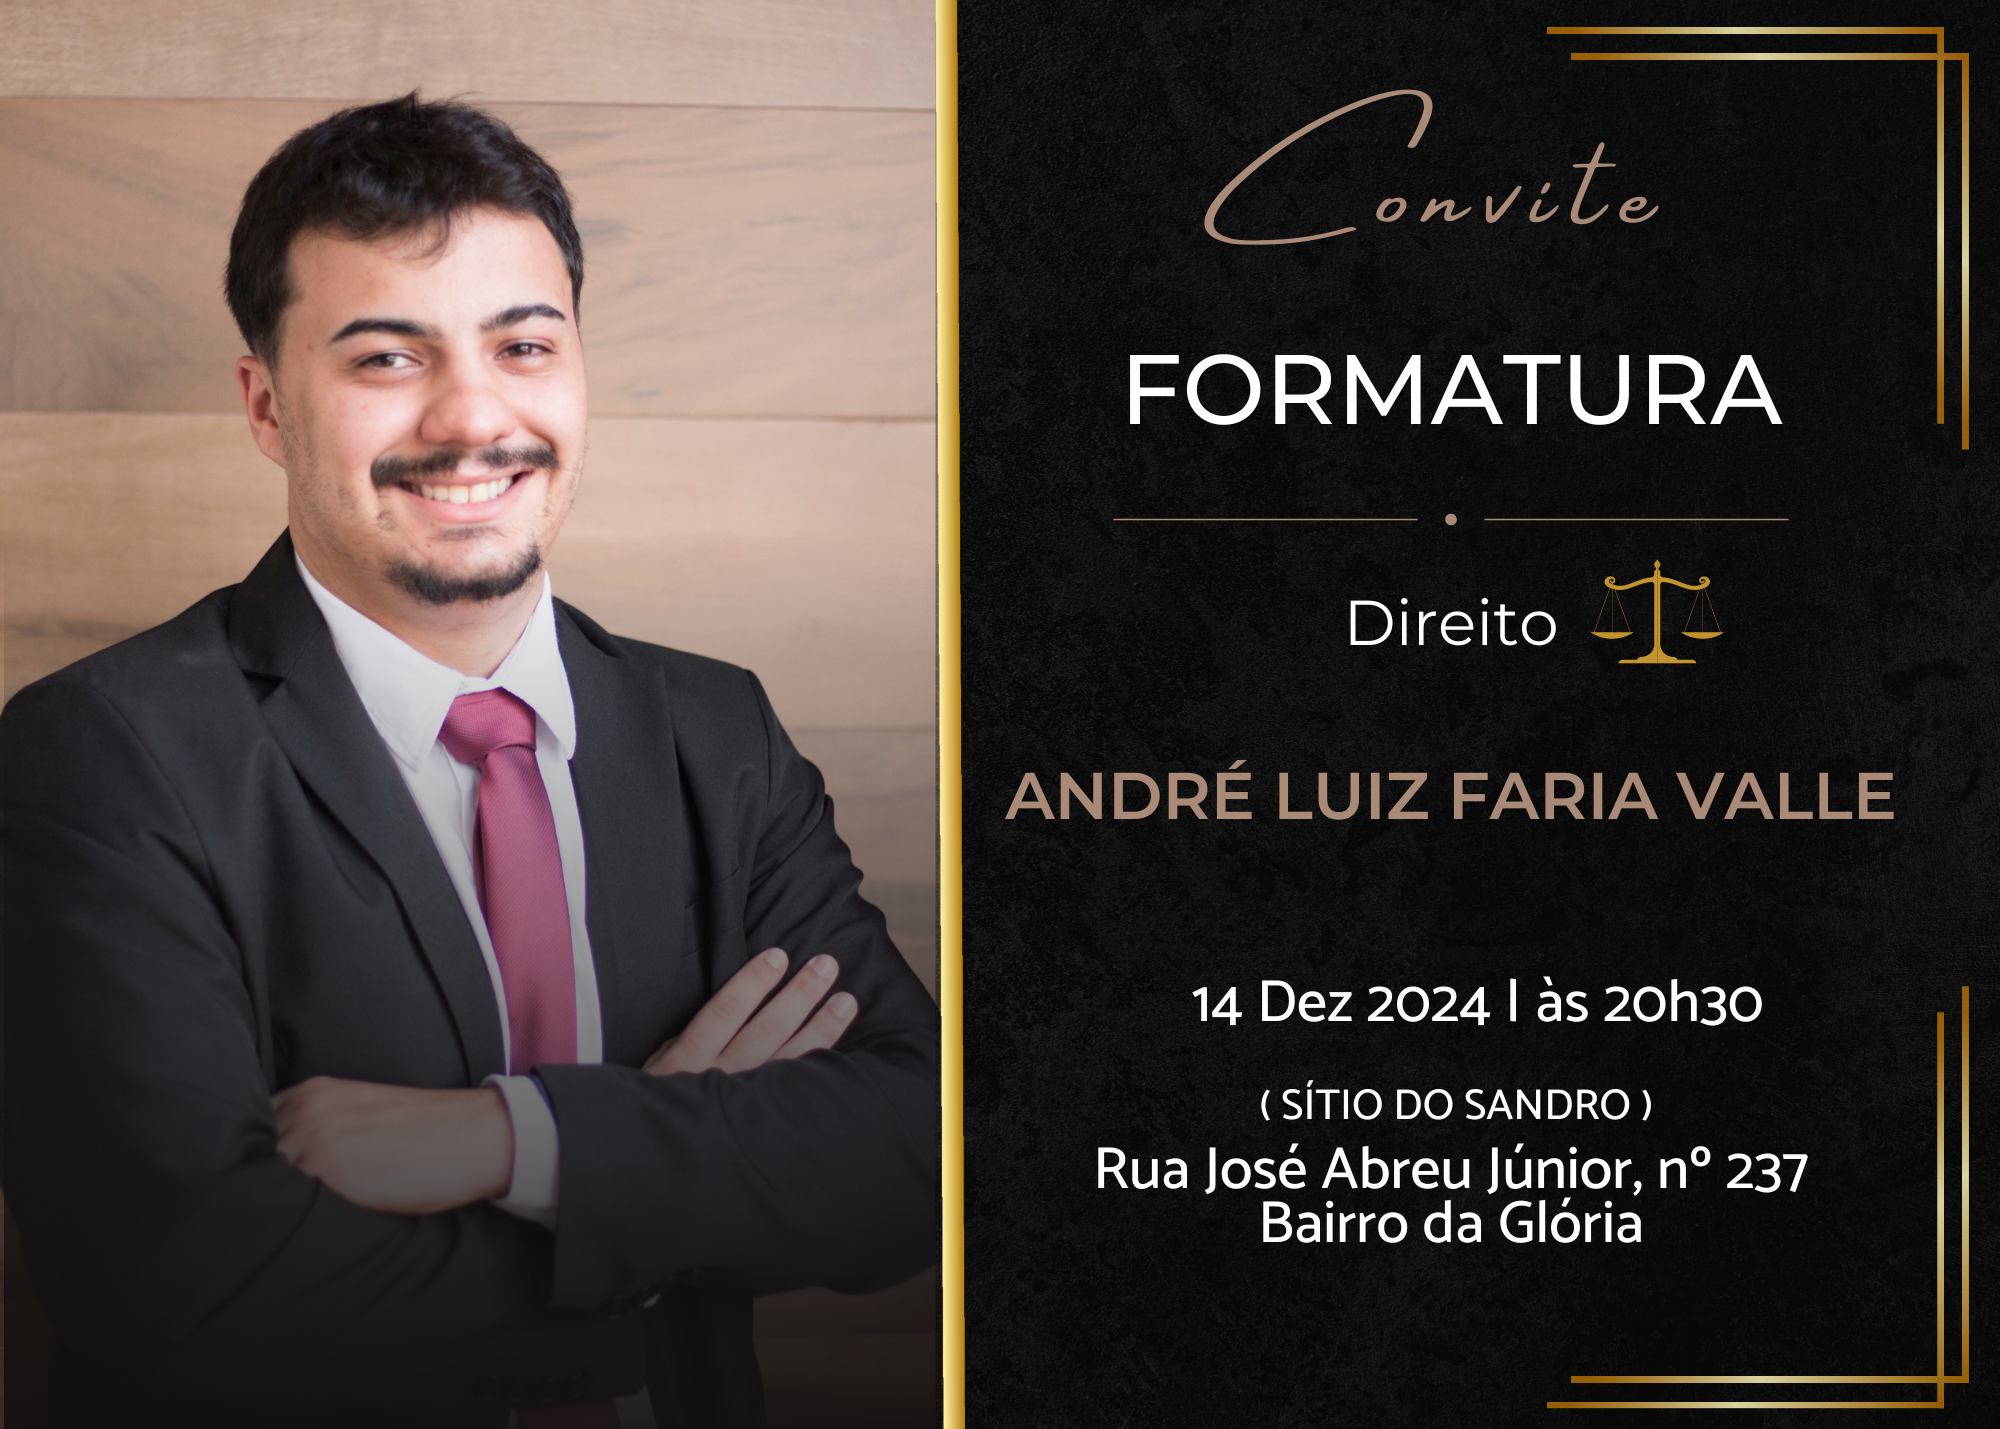 Convite
FORMATURA
Direito
ANDRÉ LUIZ FARIA VALLE
14 Dez 2024 | às 20h30
( SÍTIO DO SANDRO )
Rua José Abreu Júnior, nº 237
Bairro da Glória